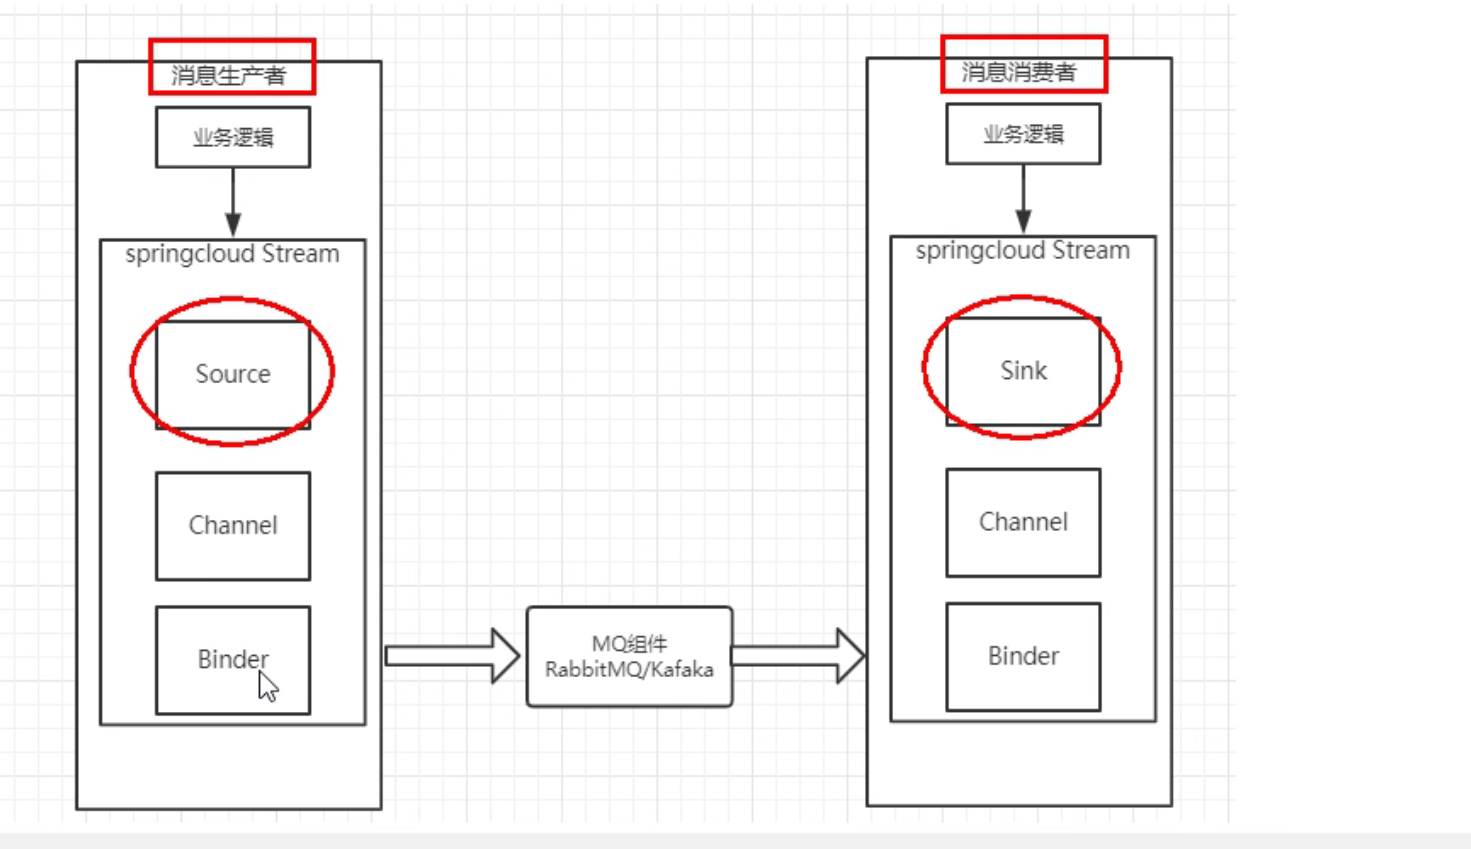 消息生产者
业务逻辑
springcloud Stream
Source
Channel
Binder
MQ组件
RabbitMQ/Kafaka
消息消费者
业务逻辑
springcloud Stream
Sink
Channel
Binder